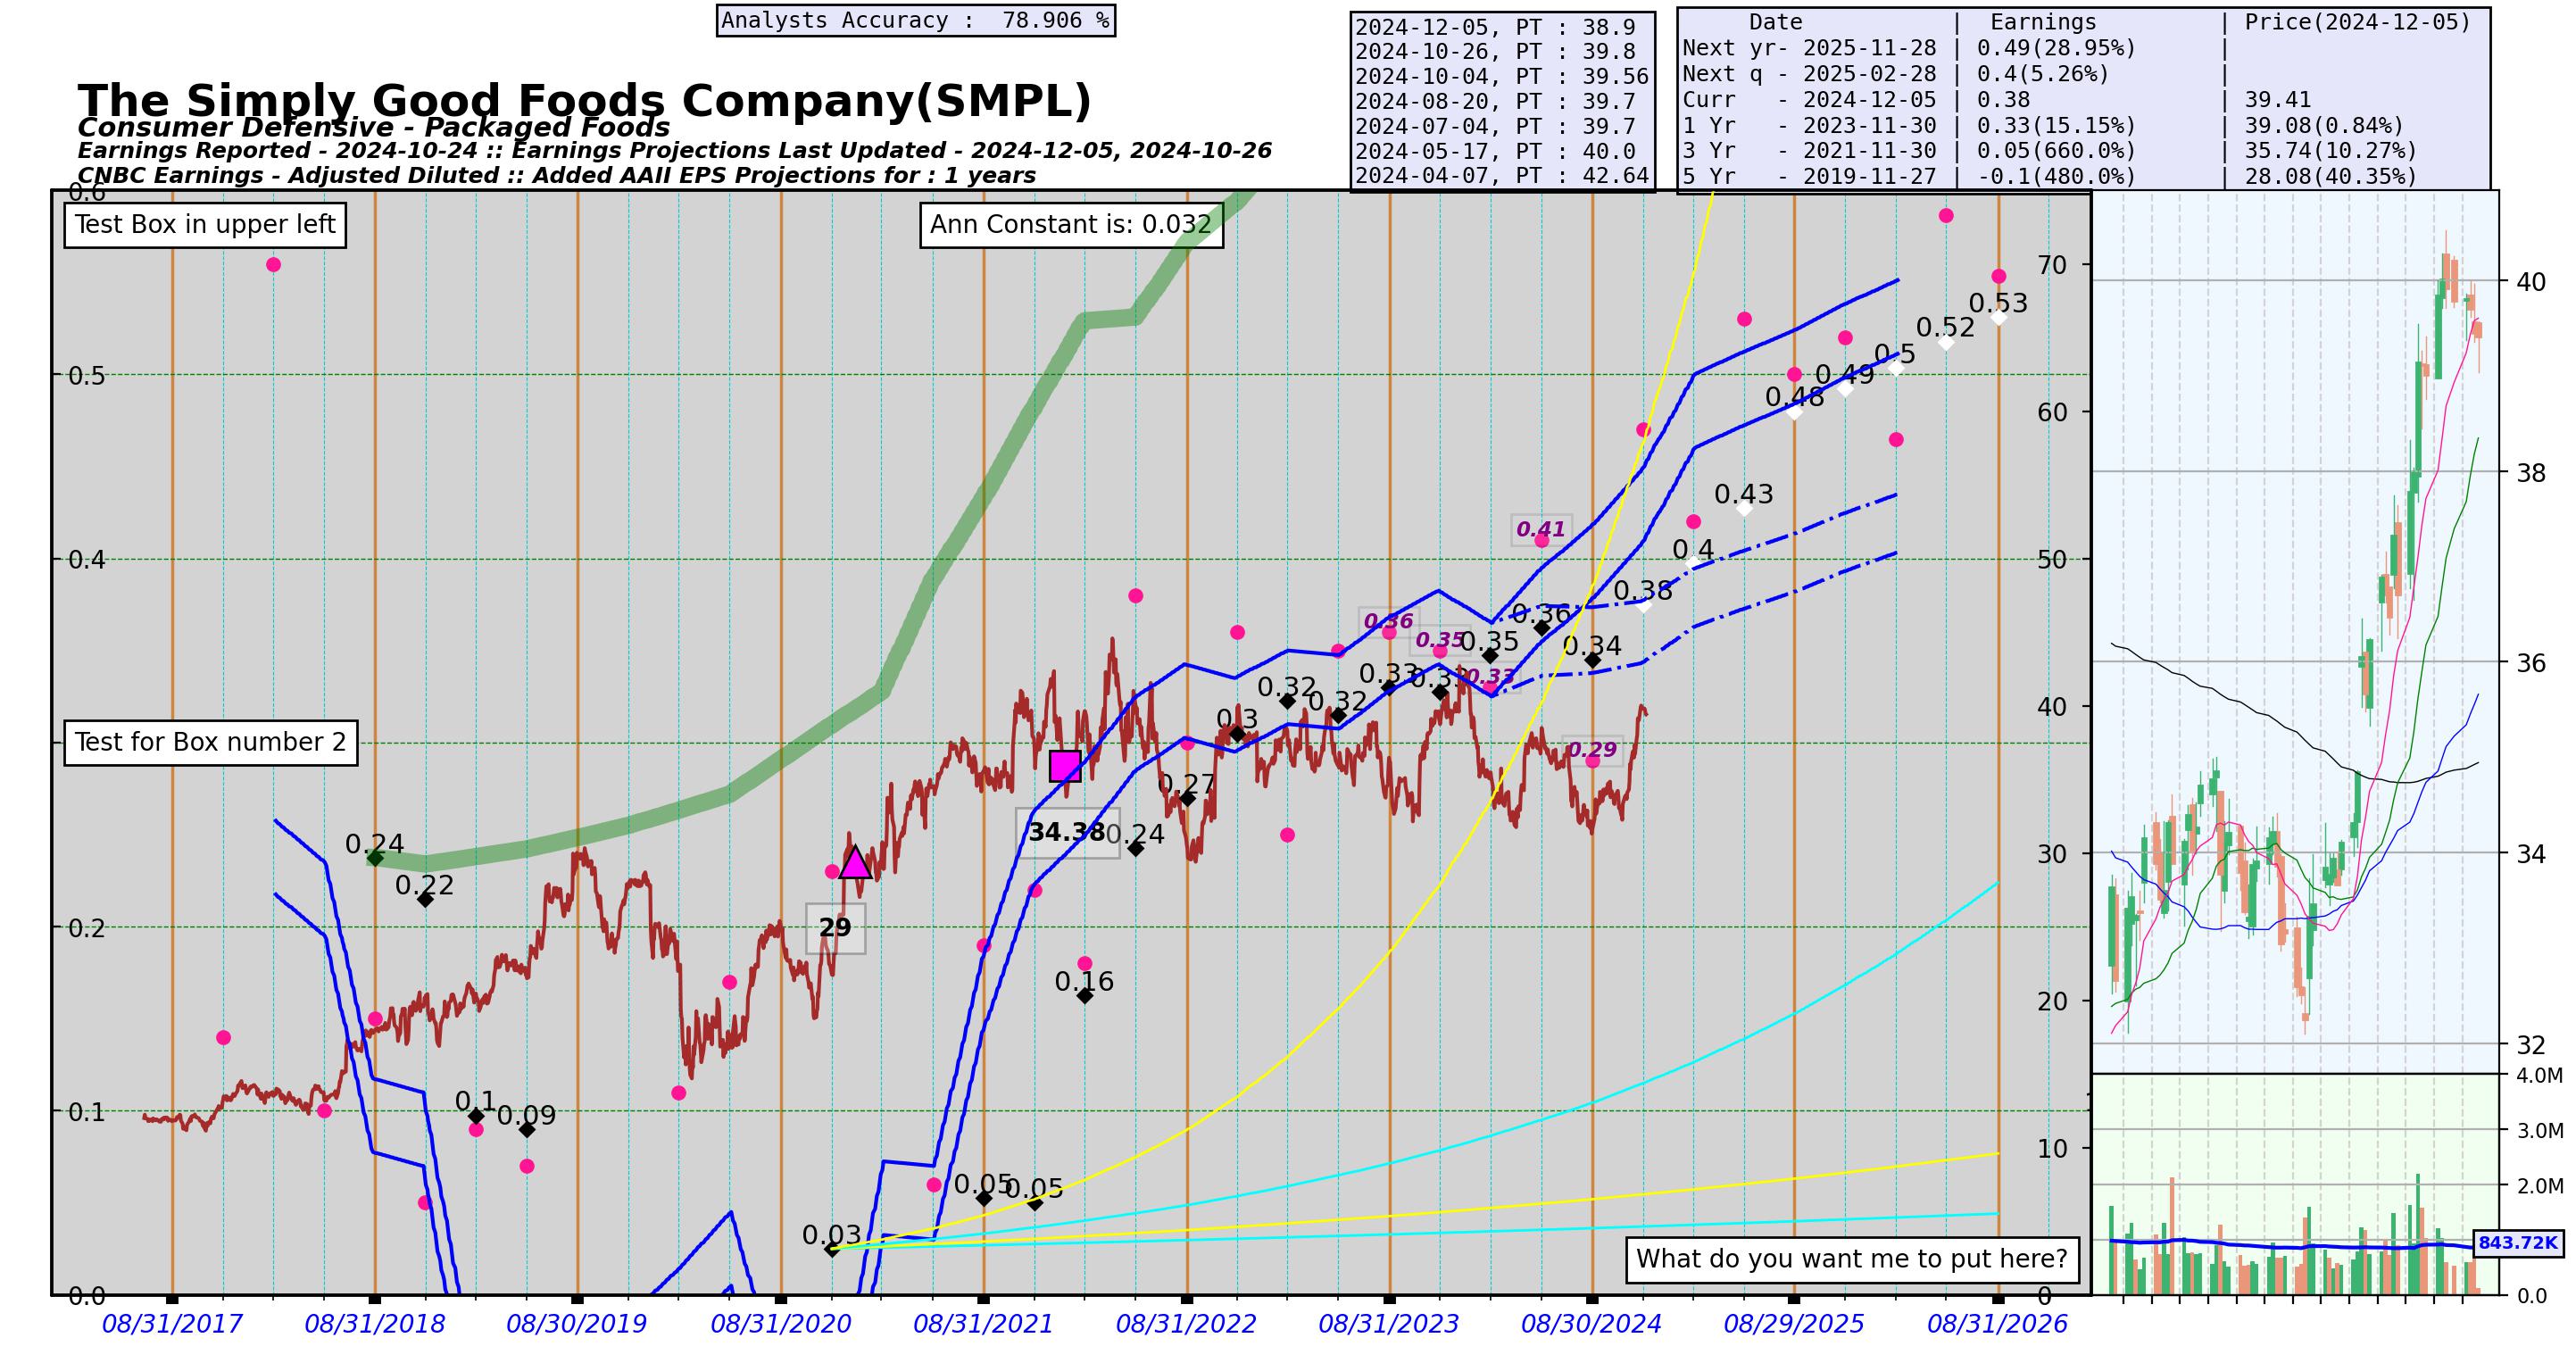 Analysts Accuracy :  78.906 %
2024-12-05, PT : 38.9
2024-10-26, PT : 39.8
2024-10-04, PT : 39.56
2024-08-20, PT : 39.7
2024-07-04, PT : 39.7
2024-05-17, PT : 40.0
2024-04-07, PT : 42.64
Date | Earnings | Price(2024-12-05)
Next yr- 2025-11-28 | 0.49(28.95%) |
Next q - 2025-02-28 | 0.4(5.26%) |
Curr - 2024-12-05 | 0.38 | 39.41
1 Yr - 2023-11-30 | 0.33(15.15%) | 39.08(0.84%)
3 Yr - 2021-11-30 | 0.05(660.0%) | 35.74(10.27%)
5 Yr - 2019-11-27 | -0.1(480.0%) | 28.08(40.35%)
The Simply Good Foods Company(SMPL)
Consumer Defensive - Packaged Foods
Earnings Reported - 2024-10-24 :: Earnings Projections Last Updated - 2024-12-05, 2024-10-26
CNBC Earnings - Adjusted Diluted :: Added AAII EPS Projections for : 1 years
0.6
Test Box in upper left
Ann Constant is: 0.032
70
40
0.53
0.52
0.5
0.5
0.49
0.48
60
38
0.43
0.41
0.4
0.4
50
0.38
0.36
0.36
0.35
0.35
0.34
36
0.33
0.33
0.33
0.32
0.32
40
0.3
Test for Box number 2
0.29
0.27
34.38
0.24
0.24
30
34
0.22
0.2
29
0.16
20
32
4.0M
0.1
0.1
0.09
3.0M
10
0.05
0.05
2.0M
0.03
843.72K
What do you want me to put here?
0.0
0
0.0
08/31/2017
08/31/2018
08/30/2019
08/31/2020
08/31/2021
08/31/2022
08/31/2023
08/30/2024
08/29/2025
08/31/2026